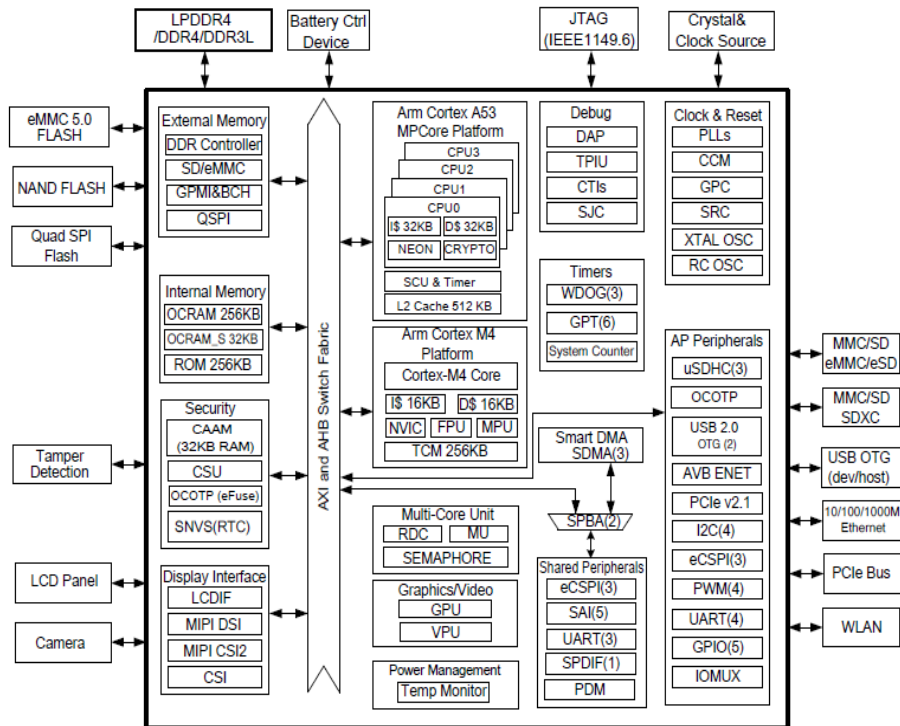 LPDDR4
/DDR4/DDR3L
Battery Ctrl
Device
JTAG
(IEEE1149.6)
Crystal&
Clock Source
eMMC 5.0
FLASH
NAND FLASH
Quad SPI
Flash
Tamper
Detection
LCD Panel
Camera
External Memory
DDR Controller
SD/eMMC
GPMI&BCH
QSPI
Internal Memory
OCRAM 256KB
OCRAM_S 32KB
ROM 256KB
Security
CAAM
(32KB RAM)
CSU
OCOTP (eFuse)
SNVS(RTC)
Display Interface
LCDIF
MIPI DSI
MIPI CSI2
CSI
AXI and AHB Switch Fabric
Arm Cortex A53
MPCore Platform
CPU3
CPU2
CPU1
CPU0
I$ 32KB
D$ 32KB
NEON
CRYPTO
SCU & Timer
L2 Cache 512 KB
Arm Cortex M4
Platform
Cortex-M4 Core
I$ 16KB
D$ 16KB
NVIC
FPU
MPU
TCM 256KB
Multi-Core Unit
RDC
MU
SEMAPHORE
Graphics/Video
GPU
VPU
Power Management
Temp Monitor
Debug
DAP
TPIU
CTIs
SJC
Timers
WDOG(3)
GPT(6)
System Counter
Smart DMA
SDMA(3)
SPBA(2)
Shared Peripherals
eCSPI(3)
SAI(5)
UART(3)
SPDIF(1)
PDM
Clock & Reset
PLLs
CCM
GPC
SRC
XTAL OSC
RC OSC
AP Peripherals
uSDHC(3)
OCOTP
USB 2.0
OTG (2)
AVB ENET
PCIe v2.1
I2C(4)
eCSPI(3)
PWM(4)
UART(4)
GPIO(5)
IOMUX
MMC/SD
eMMC/eSD
MMC/SD
SDXC
USB OTG
(dev/host)
10/100/1000M
Ethernet
PCIe Bus
WLAN